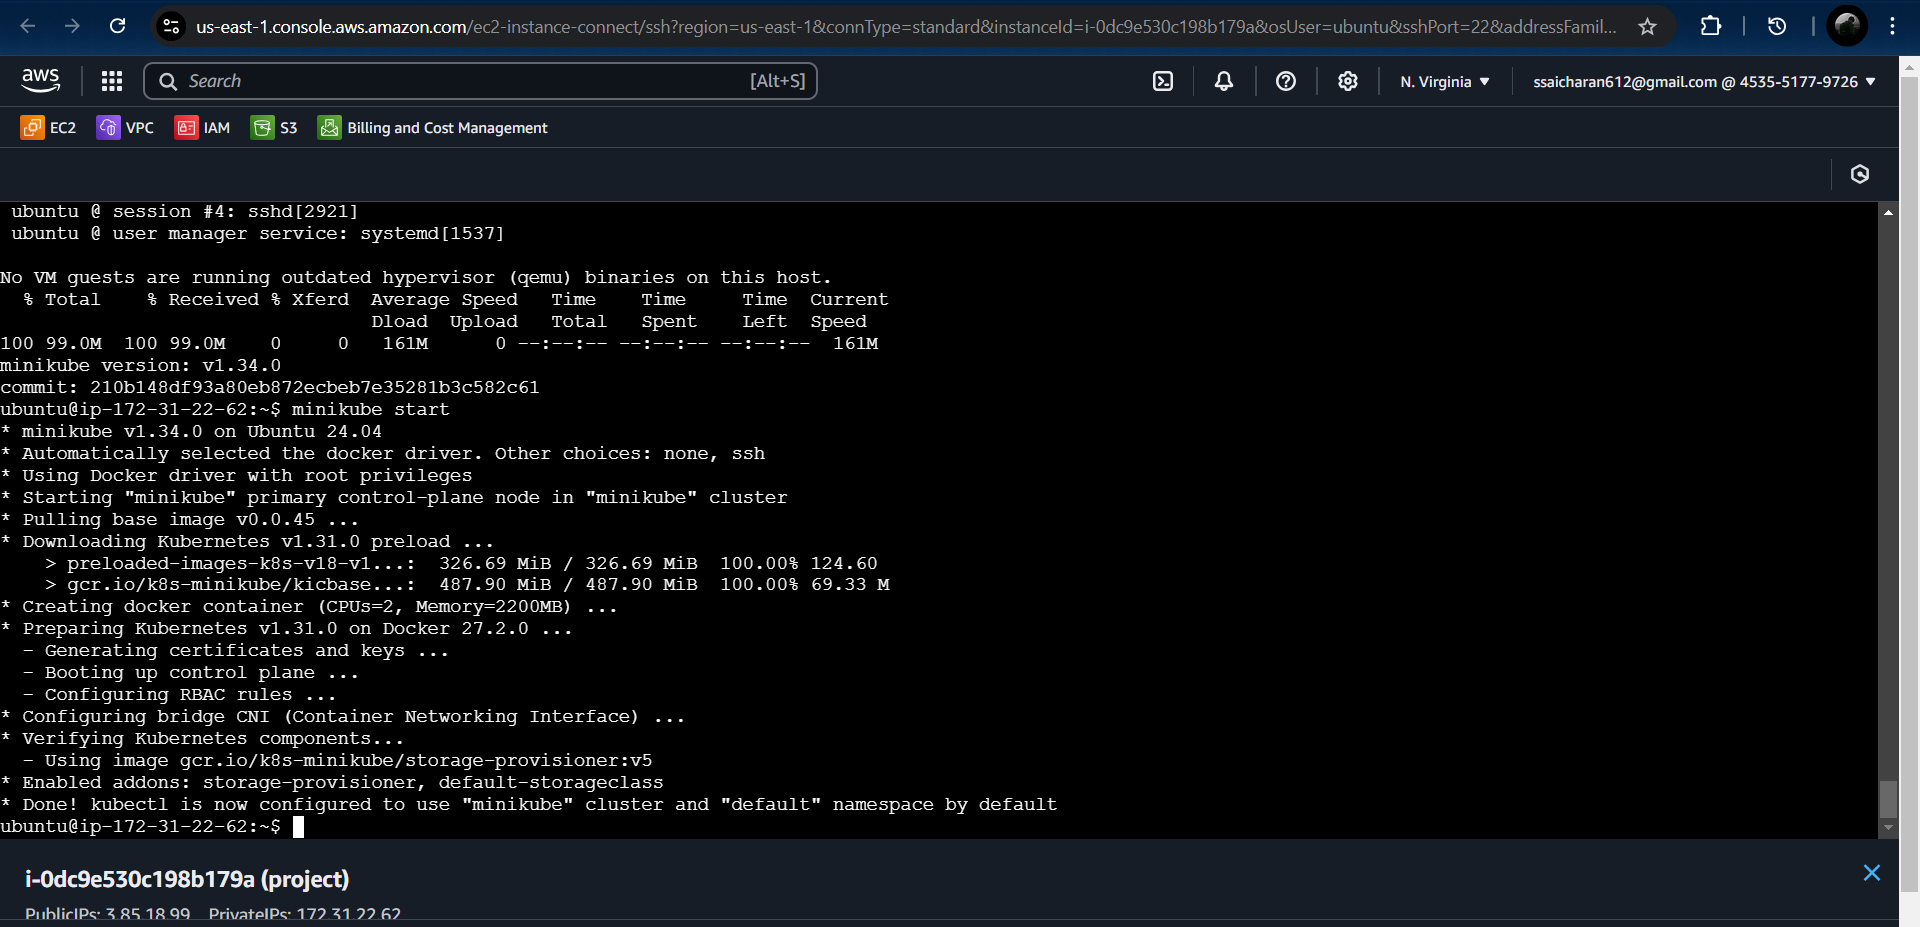 us-east-1.console.aws.amazon.com/ec2-instance-connect/ssh?region=us-east-1&connType=standard&instanceId=i-0dc9e530c198b179a&osUser=ubuntu&sshPort=22&addressFamil...
aws Search [Alt+S] N. Virginia ssaicharan612@gmail.com @ 4535-5177-9726
EC2 VPC IAM S3 Billing and Cost Management
ubuntu @ session #4: sshd[2921]
ubuntu @ user manager service: systemd[1537]
No VM guests are running outdated hypervisor (qemu) binaries on this host.
% Total % Received % Xferd Average Speed Time Time Time Current
Dload Upload Total Spent Left Speed
100 99.0M 100 99.0M 0 0 161M 0 --:--:-- --:--:-- --:--:-- 161M
minikube version: v1.34.0
commit: 210b148df93a80eb872ecbeb7e35281b3c582c61
ubuntu@ip-172-31-22-62:~$ minikube start
* minikube v1.34.0 on Ubuntu 24.04
* Automatically selected the docker driver. Other choices: none, ssh
* Using Docker driver with root privileges
* Starting "minikube" primary control-plane node in "minikube" cluster
* Pulling base image v0.0.45 ...
* Downloading Kubernetes v1.31.0 preload ...
> preloaded-images-k8s-v18-v1...: 326.69 MiB / 326.69 MiB 100.00% 124.60
> gcr.io/k8s-minikube/kicbase...: 487.90 MiB / 487.90 MiB 100.00% 69.33 M
* Creating docker container (CPUs=2, Memory=2200MB) ...
* Preparing Kubernetes v1.31.0 on Docker 27.2.0 ...
- Generating certificates and keys ...
- Booting up control plane ...
- Configuring RBAC rules ...
* Configuring bridge CNI (Container Networking Interface) ...
* Verifying Kubernetes components...
- Using image gcr.io/k8s-minikube/storage-provisioner:v5
* Enabled addons: storage-provisioner, default-storageclass
* Done! kubectl is now configured to use "minikube" cluster and "default" namespace by default
ubuntu@ip-172-31-22-62:~$
i-0dc9e530c198b179a (project)
PublicIPs: 3.85.18.99 PrivateIPs: 172.31.22.62